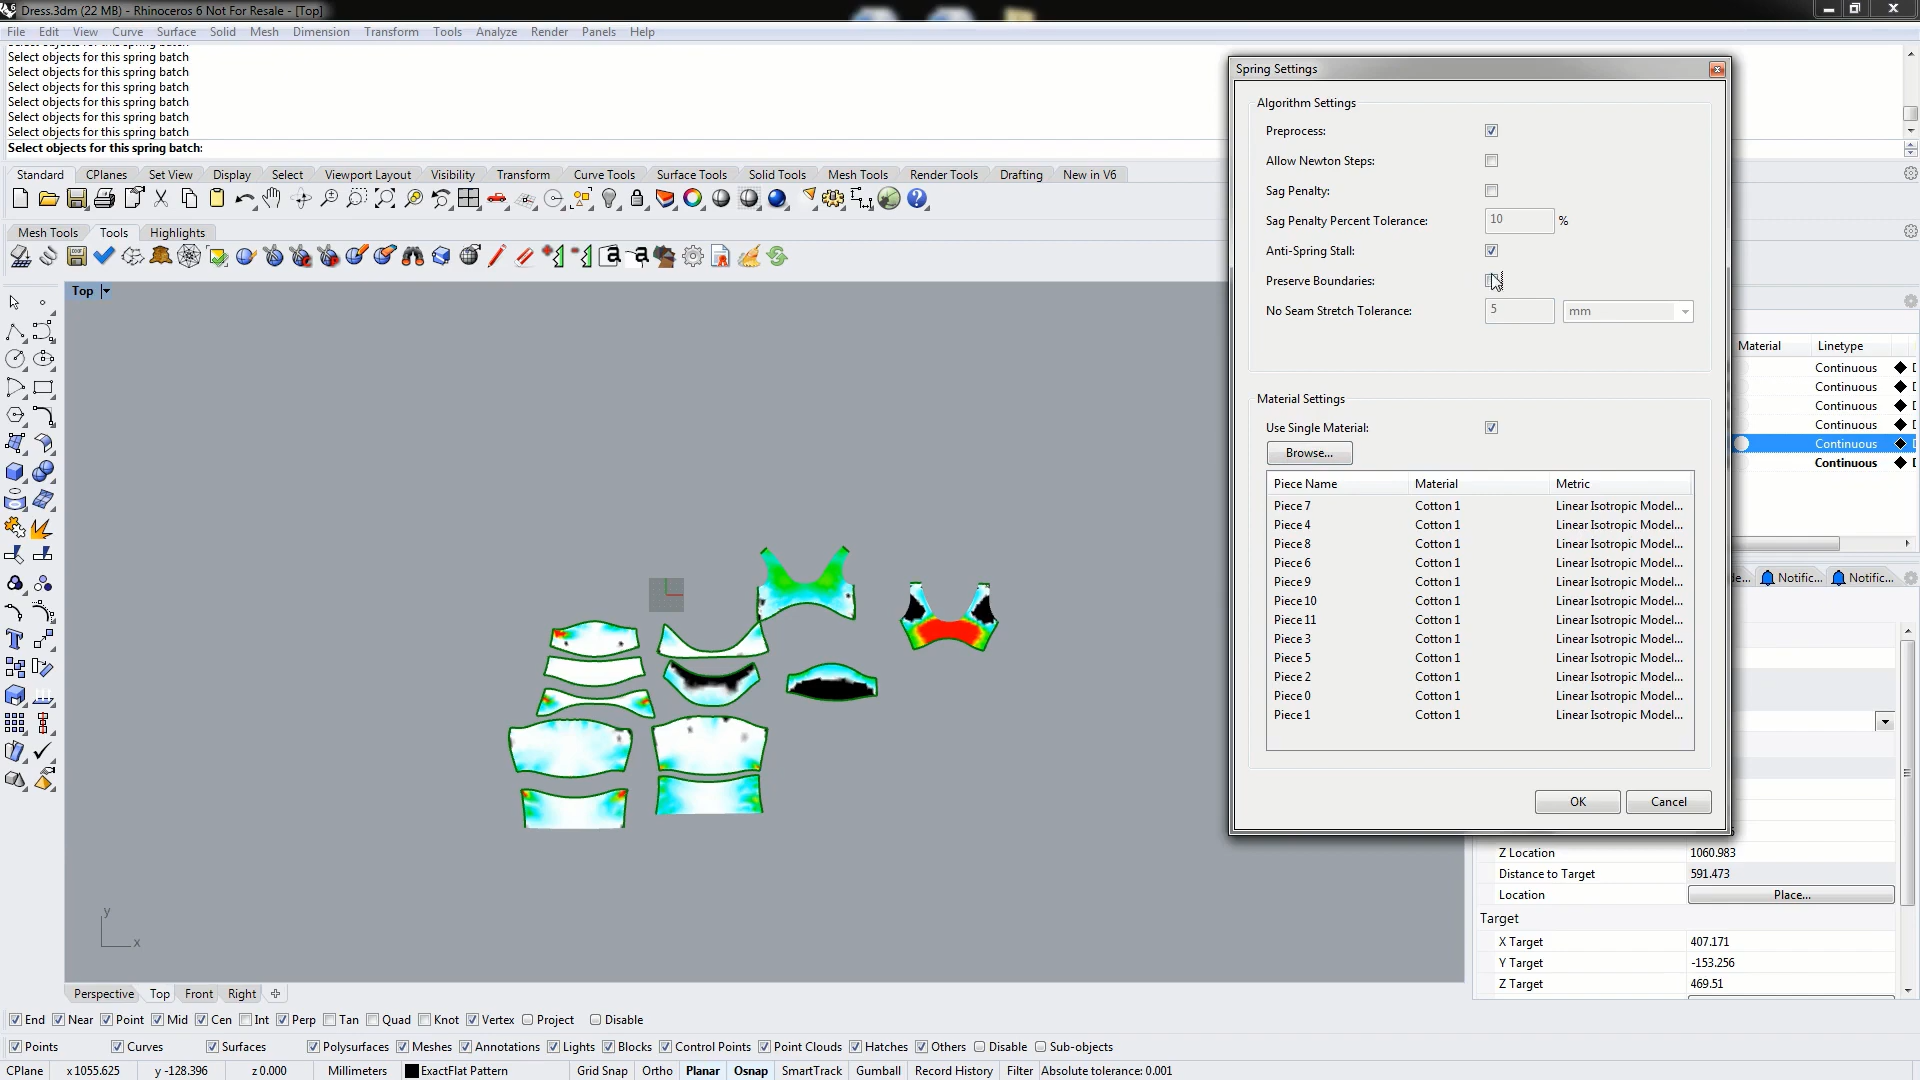 Dress.3dm (22 MB) - Rhinoceros 6 Not For Resale - [Top]
File Edit View Curve Surface Solid Mesh Dimension Transform Tools Analyze Render Panels Help
Select objects for this spring batch
Select objects for this spring batch
Select objects for this spring batch
Select objects for this spring batch
Select objects for this spring batch
Select objects for this spring batch
Select objects for this spring batch
Select objects for this spring batch:
Standard CPlanes Set View Display Select Viewport Layout Visibility Transform Curve Tools Surface Tools Solid Tools Mesh Tools Render Tools Drafting New in V6
Mesh Tools Tools Highlights
Top
Spring Settings
Algorithm Settings
Preprocess:
Allow Newton Steps:
Sag Penalty:
Sag Penalty Percent Tolerance: 10 %
Anti-Spring Stall:
Preserve Boundaries:
No Seam Stretch Tolerance: 5 mm
Material Settings
Use Single Material:
Browse...
Piece Name Material Metric
Piece 7 Cotton 1 Linear Isotropic Model...
Piece 4 Cotton 1 Linear Isotropic Model...
Piece 8 Cotton 1 Linear Isotropic Model...
Piece 6 Cotton 1 Linear Isotropic Model...
Piece 9 Cotton 1 Linear Isotropic Model...
Piece 10 Cotton 1 Linear Isotropic Model...
Piece 11 Cotton 1 Linear Isotropic Model...
Piece 3 Cotton 1 Linear Isotropic Model...
Piece 5 Cotton 1 Linear Isotropic Model...
Piece 2 Cotton 1 Linear Isotropic Model...
Piece 0 Cotton 1 Linear Isotropic Model...
Piece 1 Cotton 1 Linear Isotropic Model...
OK Cancel
Material Linetype
Continuous
Continuous
Continuous
Continuous
Continuous
Continuous
Notific... Notific...
Z Location 1060.983
Distance to Target 591.473
Location Place...
Target
X Target 407.171
Y Target -153.256
Z Target 469.51
y
x
Perspective Top Front Right
End Near Point Mid Cen Int Perp Tan Quad Knot Vertex Project Disable
Points Curves Surfaces Polysurfaces Meshes Annotations Lights Blocks Control Points Point Clouds Hatches Others Disable Sub-objects
CPlane x 1055.625 y -128.396 z 0.000 Millimeters ExactFlat Pattern Grid Snap Ortho Planar Osnap SmartTrack Gumball Record History Filter Absolute tolerance: 0.001